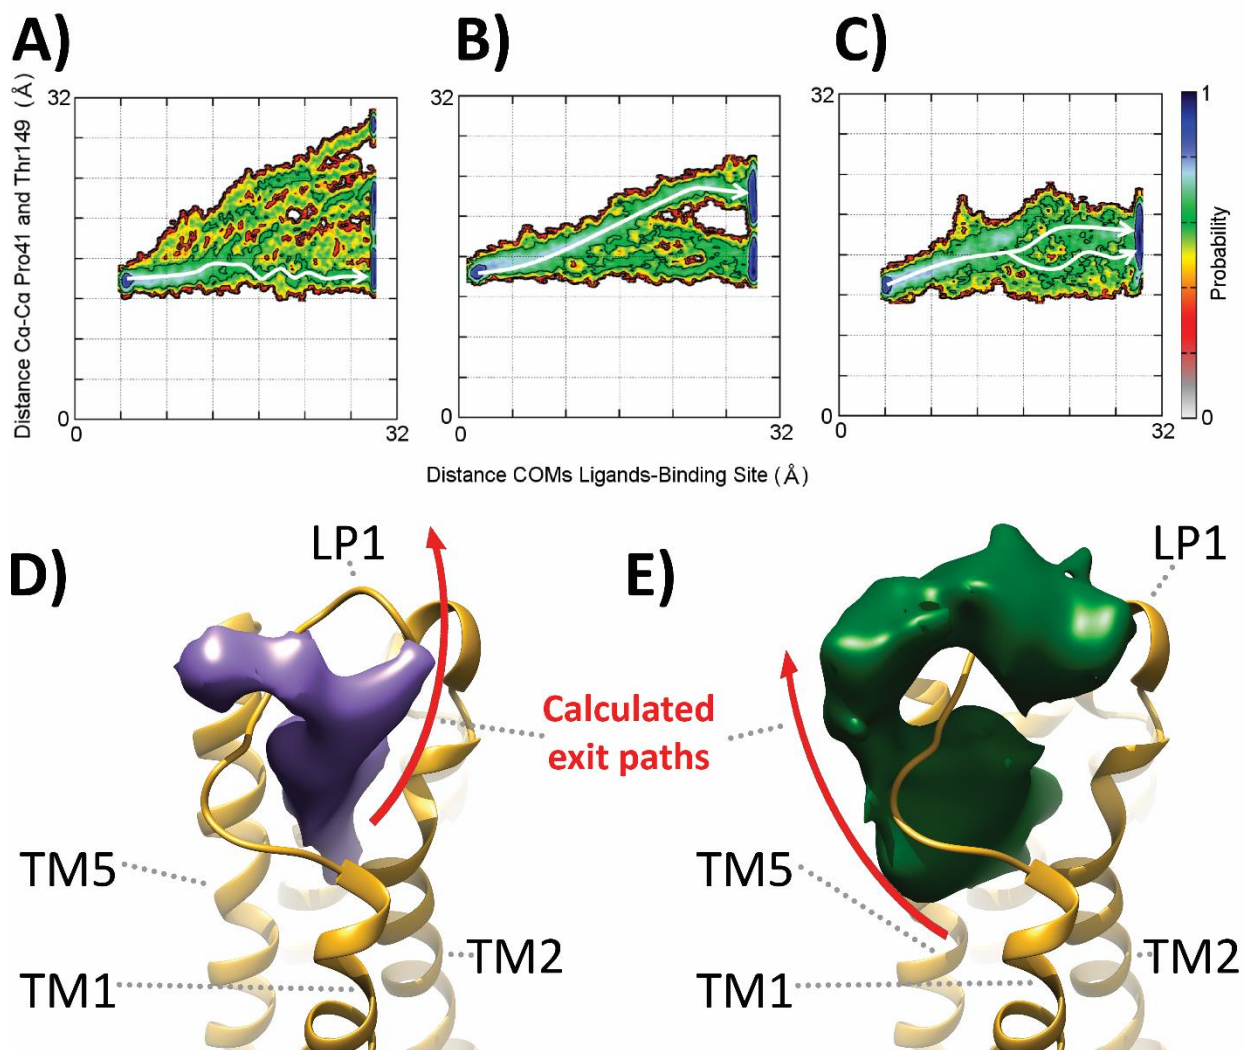 A)
B)
C)
Distance Cα-Cα Pro41 and Thr149 (Å)
32
0
0
32
32
0
0
32
32
0
0
32
1
0
Probability
Distance COMs Ligands-Binding Site (Å)
D)
LP1
E)
LP1
Calculated
exit paths
TM5
TM5
TM2
TM2
TM1
TM1